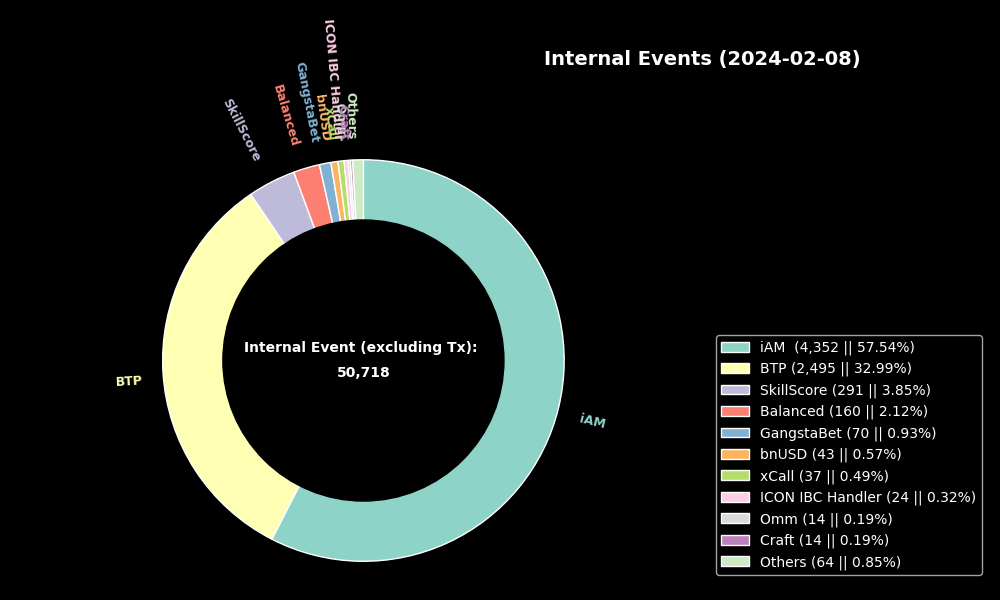 Internal Events (2024-02-08)
SkillScore
Balanced
GangstaBet
bnUSD
xCall
ICON IBC Handler
Omm
Craft
Others
BTP
iAM
Internal Event (excluding Tx):
50,718
iAM  (4,352 || 57.54%)
BTP (2,495 || 32.99%)
SkillScore (291 || 3.85%)
Balanced (160 || 2.12%)
GangstaBet (70 || 0.93%)
bnUSD (43 || 0.57%)
xCall (37 || 0.49%)
ICON IBC Handler (24 || 0.32%)
Omm (14 || 0.19%)
Craft (14 || 0.19%)
Others (64 || 0.85%)